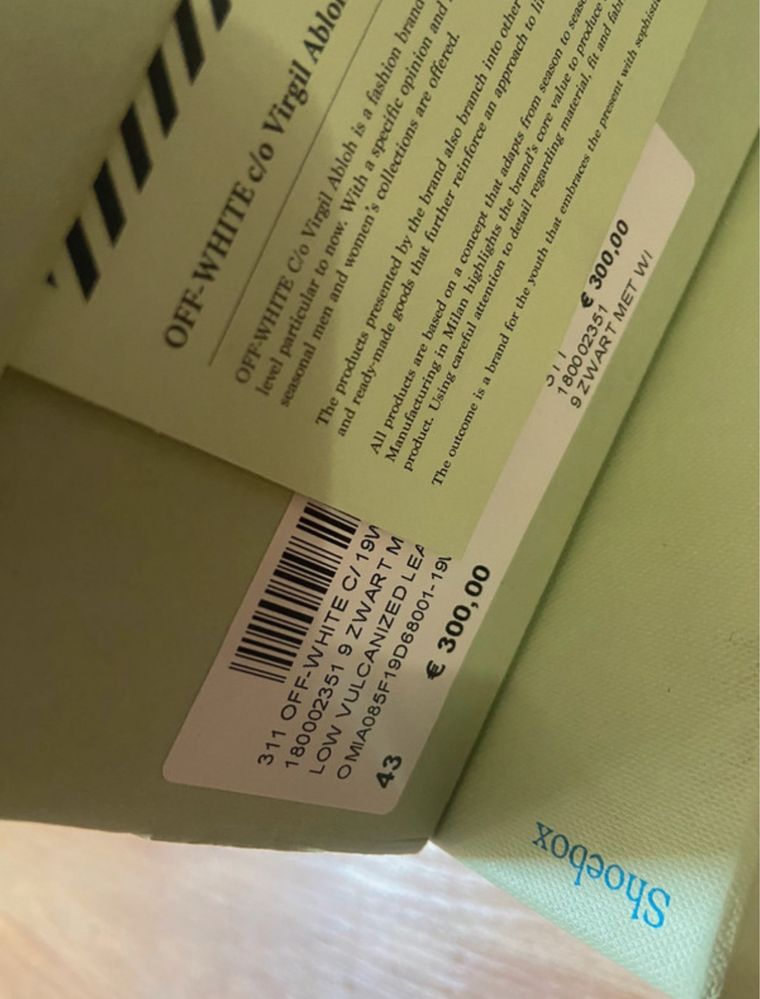 OFF-WHITE c/o Virgil Abloh
OFF-WHITE C/o Virgil Abloh is a fashion brand
level particular to now. With a specific opinion and
seasonal men and women's collections are offered.
The products presented by the brand also branch into other
and ready-made goods that further reinforce an approach to
All products are based on a concept that adapts from season to
Manufacturing in Milan highlights the brand's core value to produce
product. Using careful attention to detail regarding material, fit and
The outcome is a brand for the youth that embraces the present with
311
€ 300,00
180002351
9 ZWART MET WI
311 OFF-WHITE C/ 19W
180002351 9 ZWART M
LOW VULCANIZED LEA
OMIA085F19D68001-19
43
€ 300,00
Shoebox